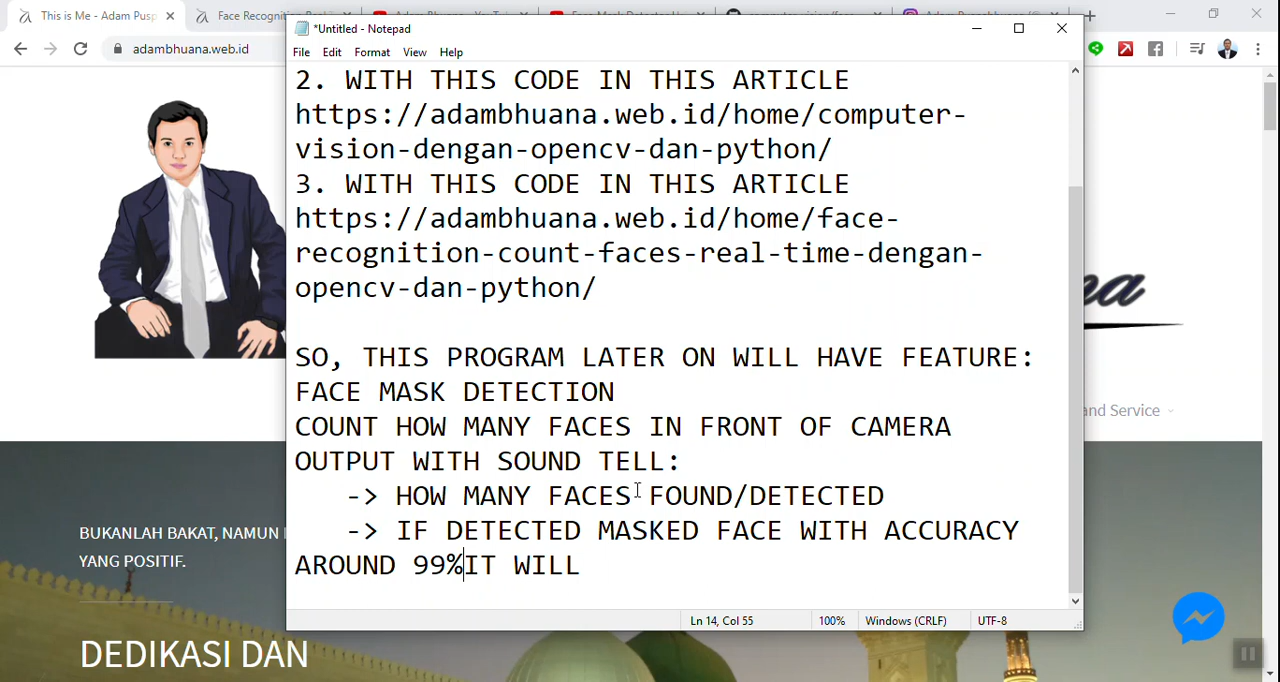 This is Me - Adam Pusp
Face Recognition
*Untitled - Notepad
adambhuana.web.id
File Edit Format View Help
2. WITH THIS CODE IN THIS ARTICLE
https://adambhuana.web.id/home/computer-
vision-dengan-opencv-dan-python/
3. WITH THIS CODE IN THIS ARTICLE
https://adambhuana.web.id/home/face-
recognition-count-faces-real-time-dengan-
opencv-dan-python/
SO, THIS PROGRAM LATER ON WILL HAVE FEATURE:
FACE MASK DETECTION
COUNT HOW MANY FACES IN FRONT OF CAMERA
OUTPUT WITH SOUND TELL:
-> HOW MANY FACES FOUND/DETECTED
-> IF DETECTED MASKED FACE WITH ACCURACY
AROUND 99%IT WILL
Ln 14, Col 55 100% Windows (CRLF) UTF-8
na
and Service
BUKANLAH BAKAT, NAMUN
YANG POSITIF.
DEDIKASI DAN